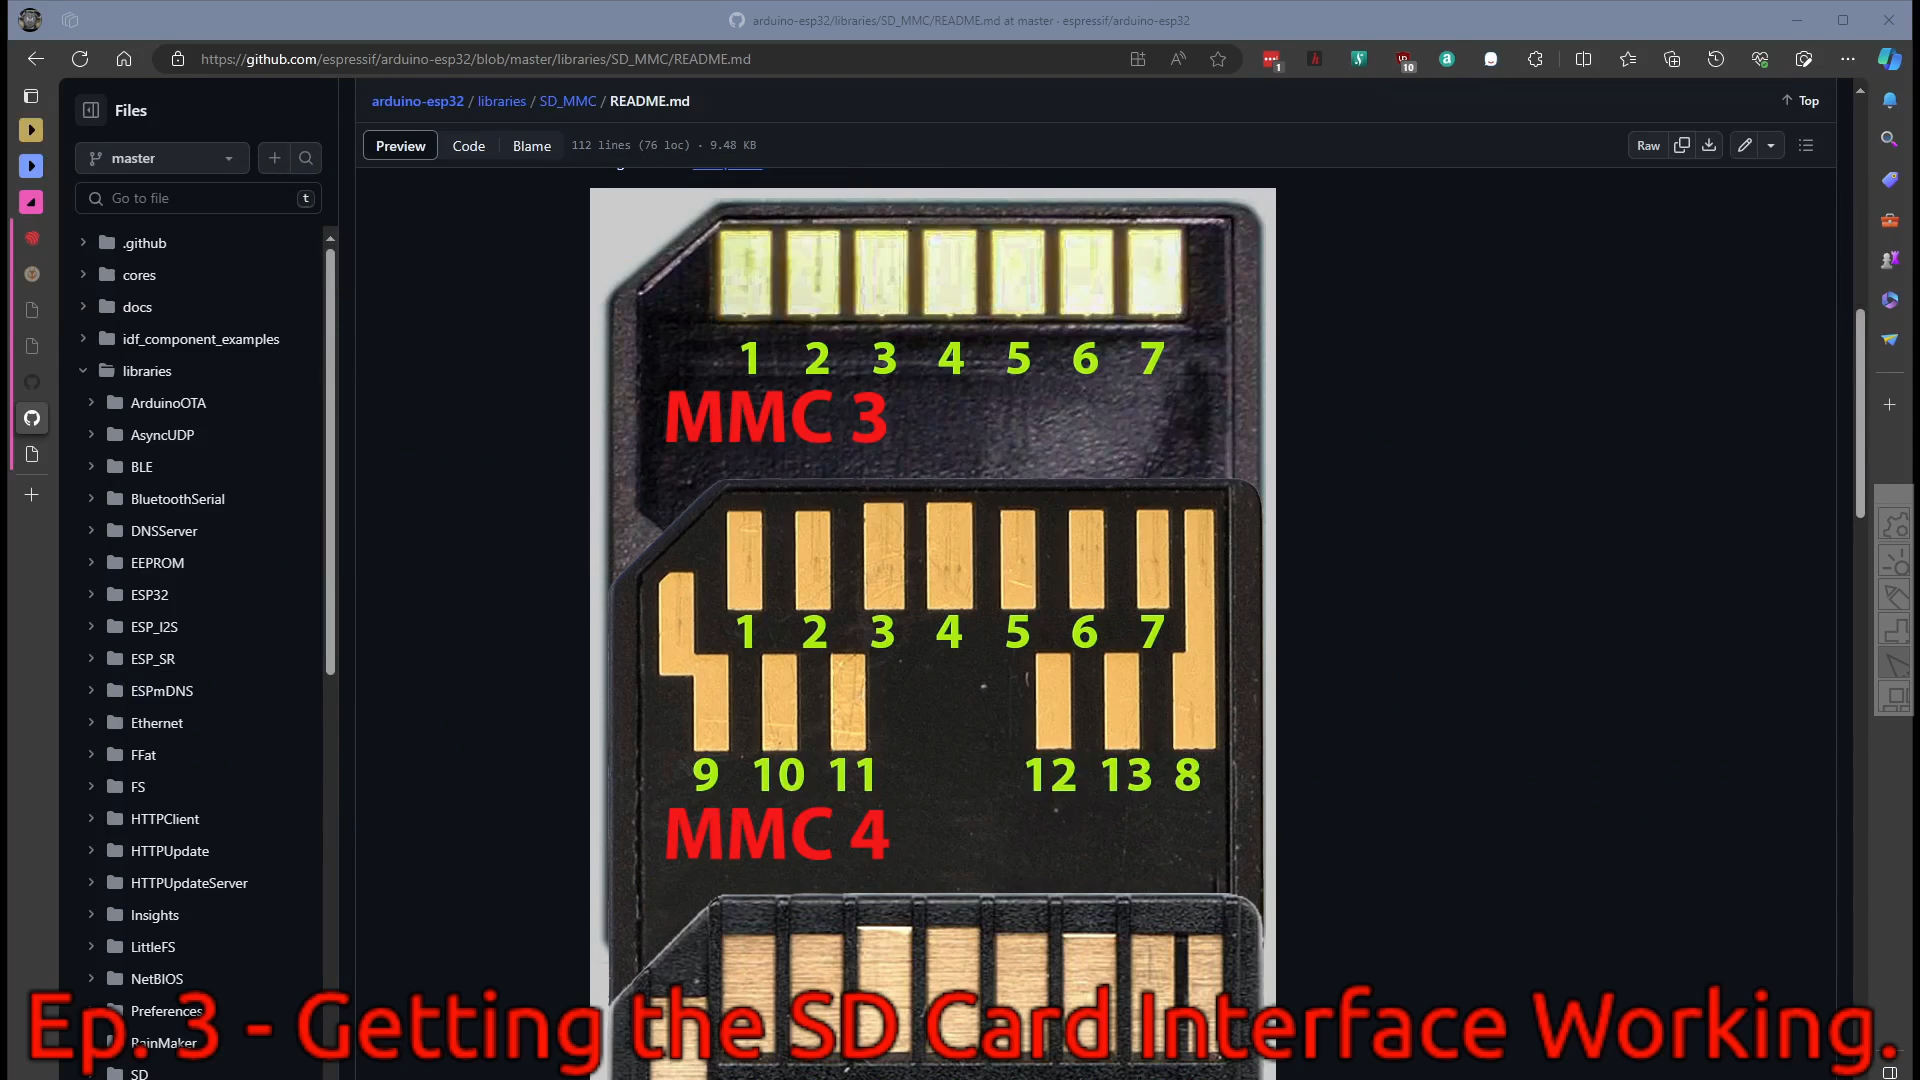 arduino-esp32/libraries/SD_MMC/README.md at master · espressif/arduino-esp32
https://github.com/espressif/arduino-esp32/blob/master/libraries/SD_MMC/README.md
1
10
Files
master
Go to file
t
.github
cores
docs
idf_component_examples
libraries
ArduinoOTA
AsyncUDP
BLE
BluetoothSerial
DNSServer
EEPROM
ESP32
ESP_I2S
ESP_SR
ESPmDNS
Ethernet
FFat
FS
HTTPClient
HTTPUpdate
HTTPUpdateServer
Insights
LittleFS
NetBIOS
Preferences
RainMaker
SD
arduino-esp32 / libraries / SD_MMC / README.md
Top
Preview Code Blame 112 lines (76 loc) · 9.48 KB
Raw
1 2 3 4 5 6 7
MMC 3
1 2 3 4 5 6 7
9 10 11 12 13 8
MMC 4
Ep. 3 - Getting the SD Card Interface Working.